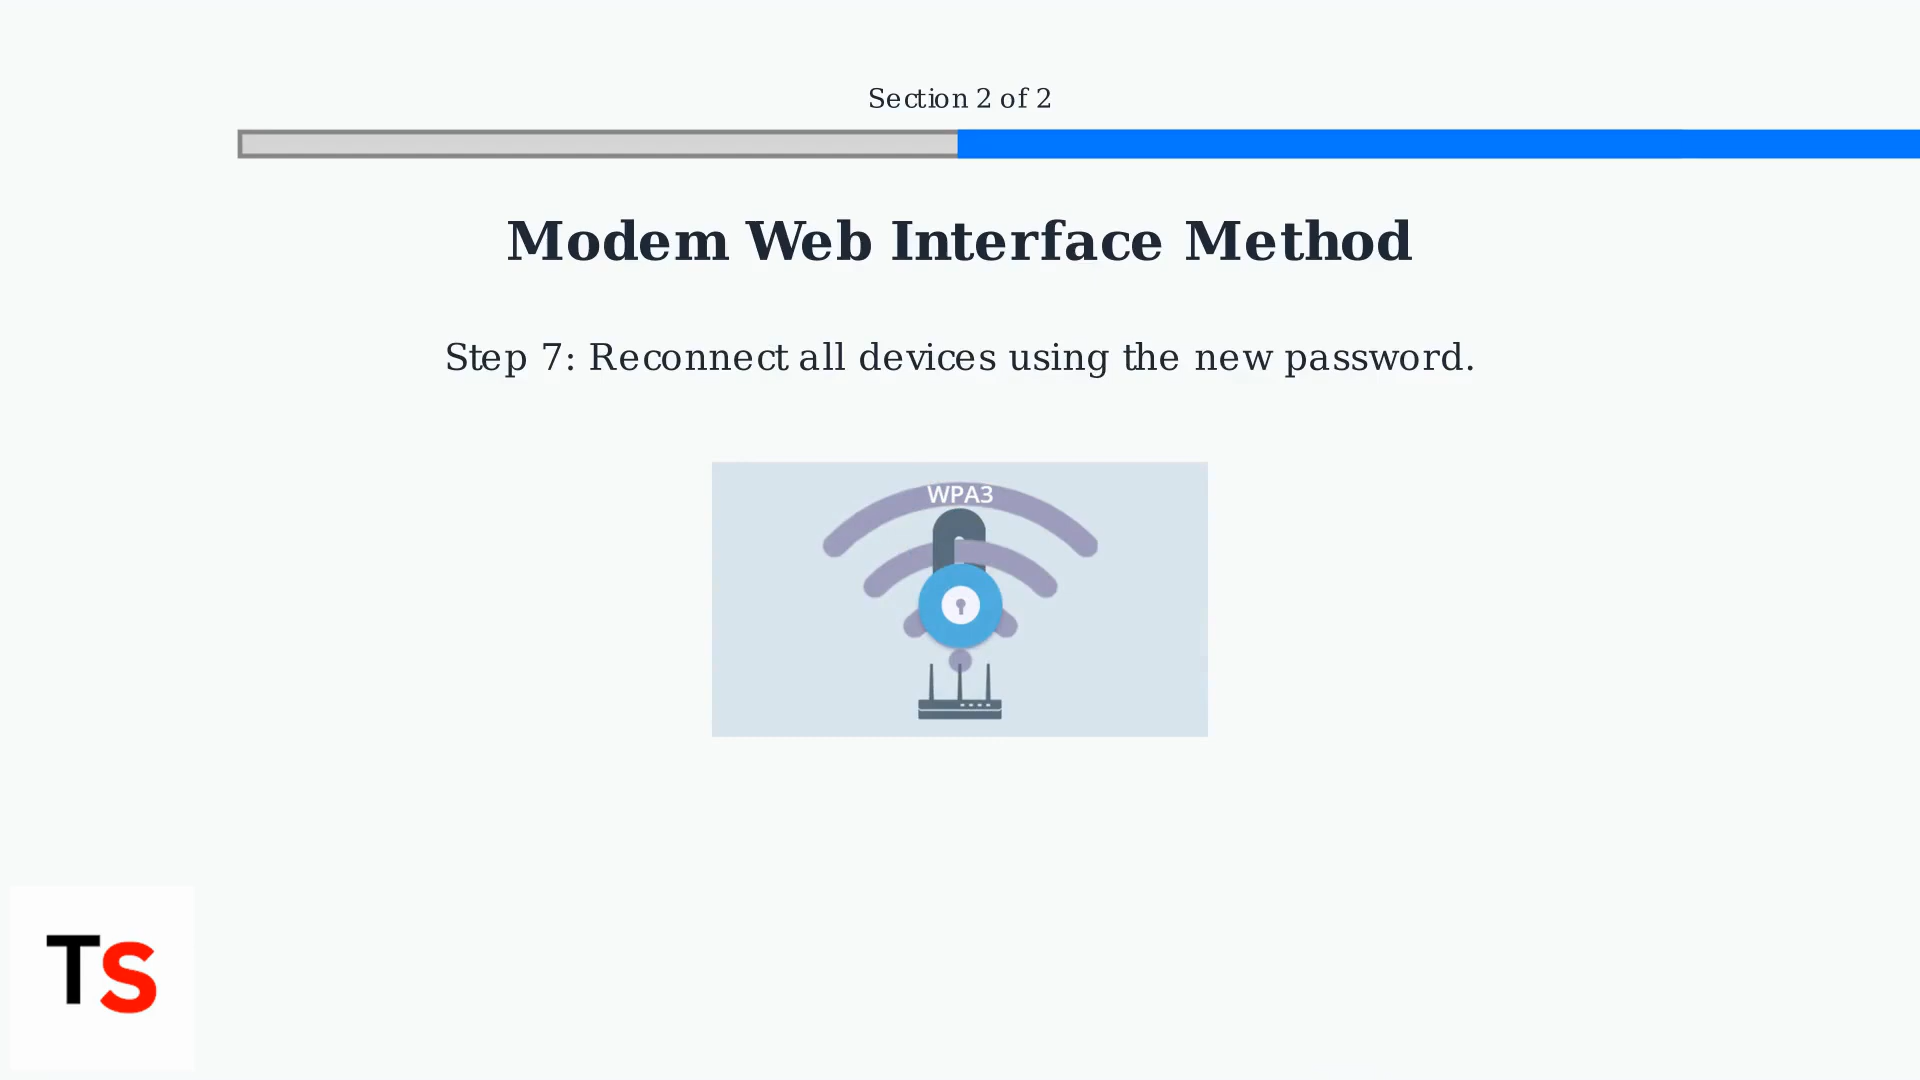 Section 2 of 2
Modem Web Interface Method
Step 7: Reconnect all devices using the new password.
WPA3
TS